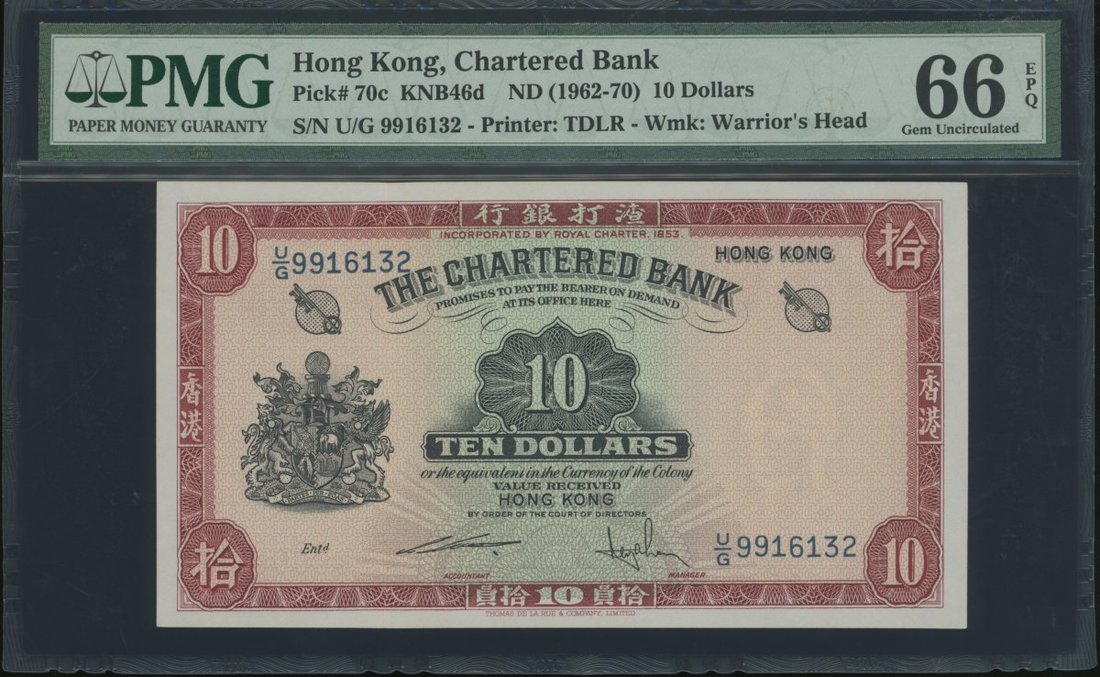 PMG
PAPER MONEY GUARANTY
Hong Kong, Chartered Bank
Pick# 70c KNB46d ND (1962-70) 10 Dollars
S/N U/G 9916132 - Printer: TDLR - Wmk: Warrior's Head
66 EPQ
Gem Uncirculated
行銀打渣
INCORPORATED BY ROYAL CHARTER, 1853.
10
拾
U/G 9916132
HONG KONG
THE CHARTERED BANK
PROMISES TO PAY THE BEARER ON DEMAND
AT ITS OFFICE HERE
10
香港
香港
TEN DOLLARS
or the equivalent in the Currency of the Colony
VALUE RECEIVED
HONG KONG
BY ORDER OF THE COURT OF DIRECTORS
Entd
U/G 9916132
拾
10
ACCOUNTANT
MANAGER
員拾 10 員拾
THOMAS DE LA RUE & COMPANY, LIMITED.